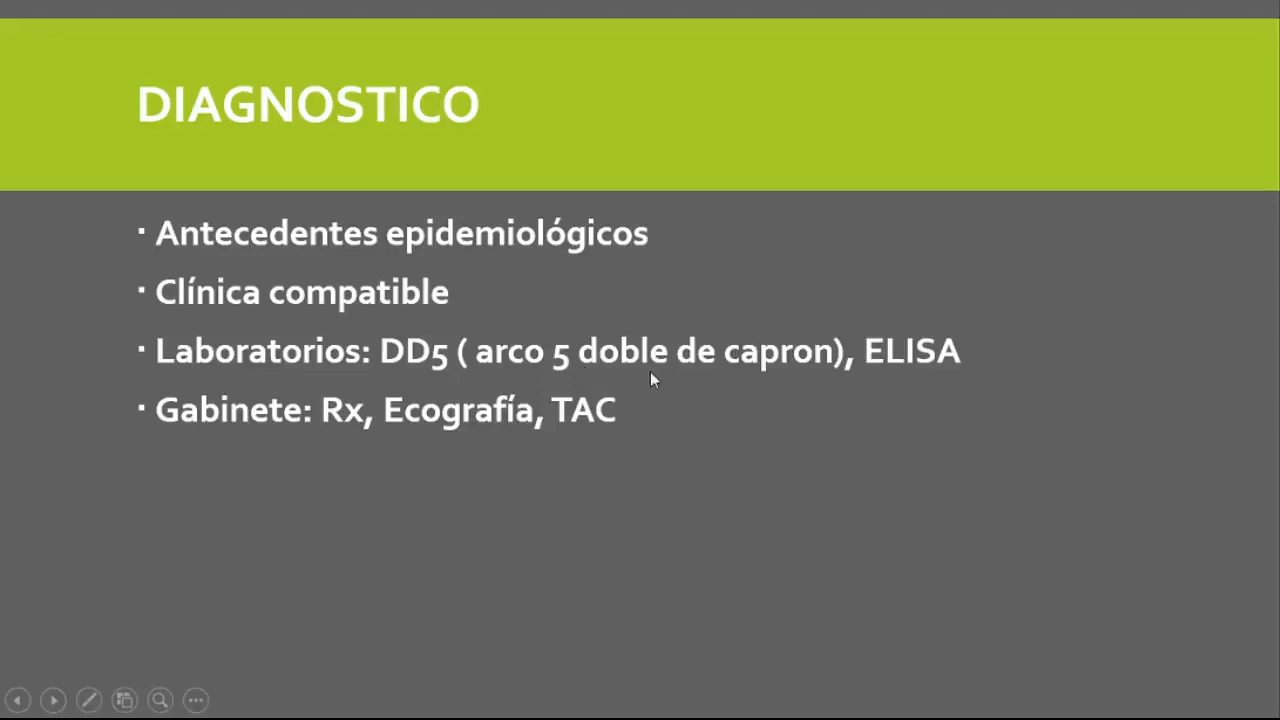 DIAGNOSTICO
· Antecedentes epidemiológicos
· Clínica compatible
· Laboratorios: DD5 ( arco 5 doble de capron), ELISA
· Gabinete: Rx, Ecografía, TAC